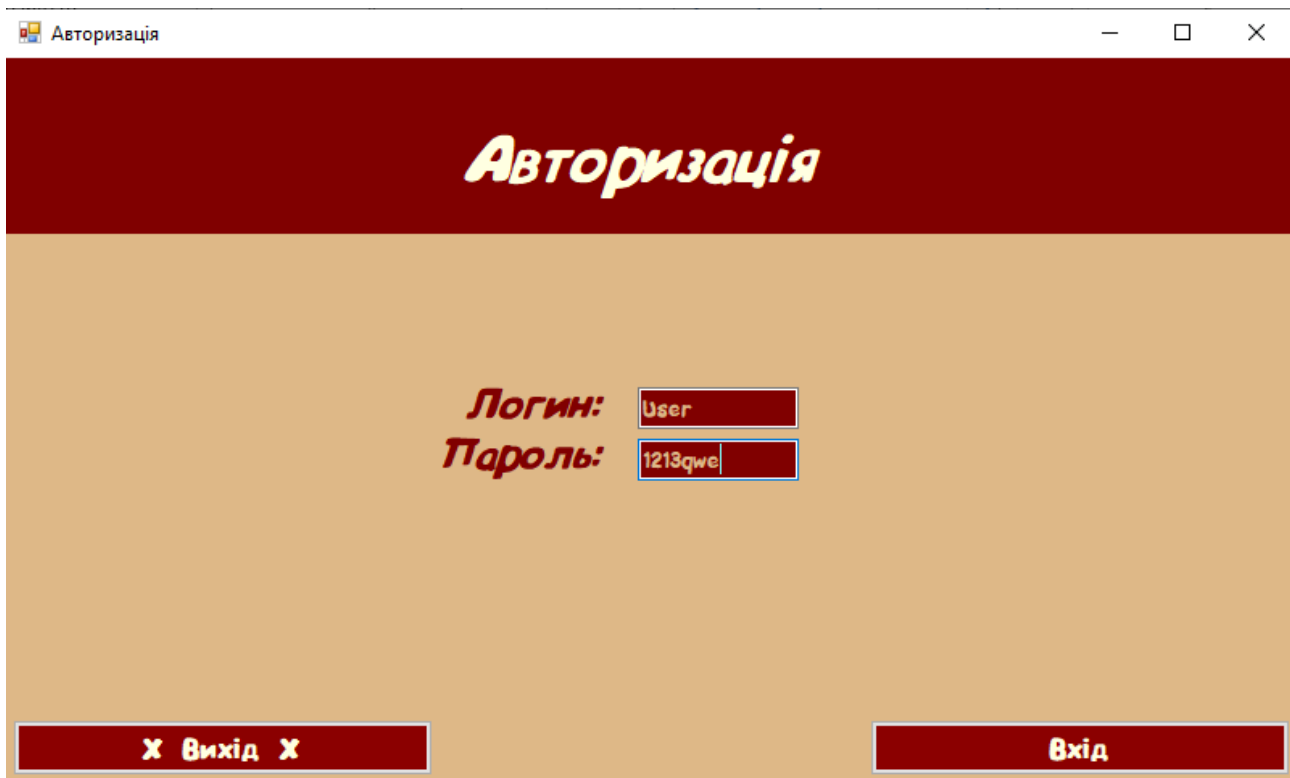 Авторизація
Авторизація
Логин: User
Пароль: 1213qwe
X Вихід X
Вхід